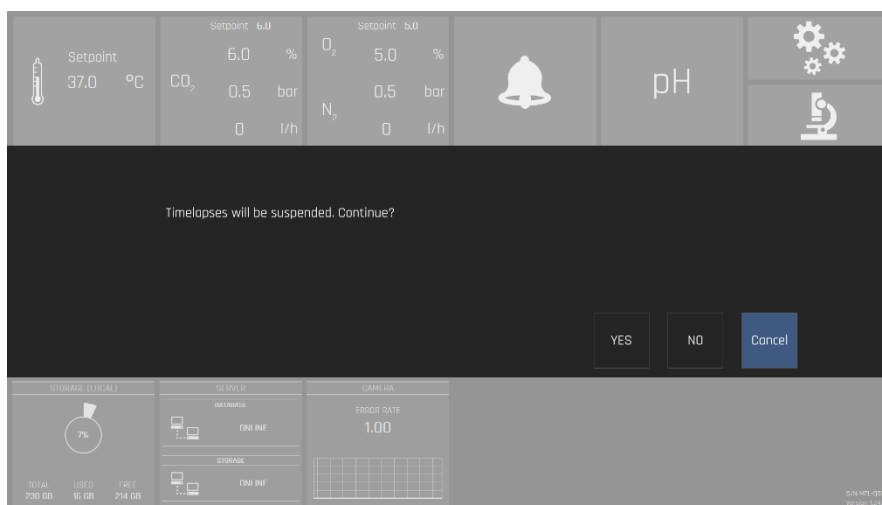 Setpoint 6.0
Setpoint 5.0
Setpoint
37.0 °C
CO₂
6.0 %
0.5 bar
0 l/h
O₂
N₂
5.0 %
0.5 bar
0 l/h
pH
Timelapses will be suspended. Continue?
YES
NO
Cancel
STORAGE (LOCAL)
7%
TOTAL USED FREE
230 GB 16 GB 214 GB
SERVER
DATABASE
ONLINE
STORAGE
ONLINE
CAMERA
ERROR RATE
1.00